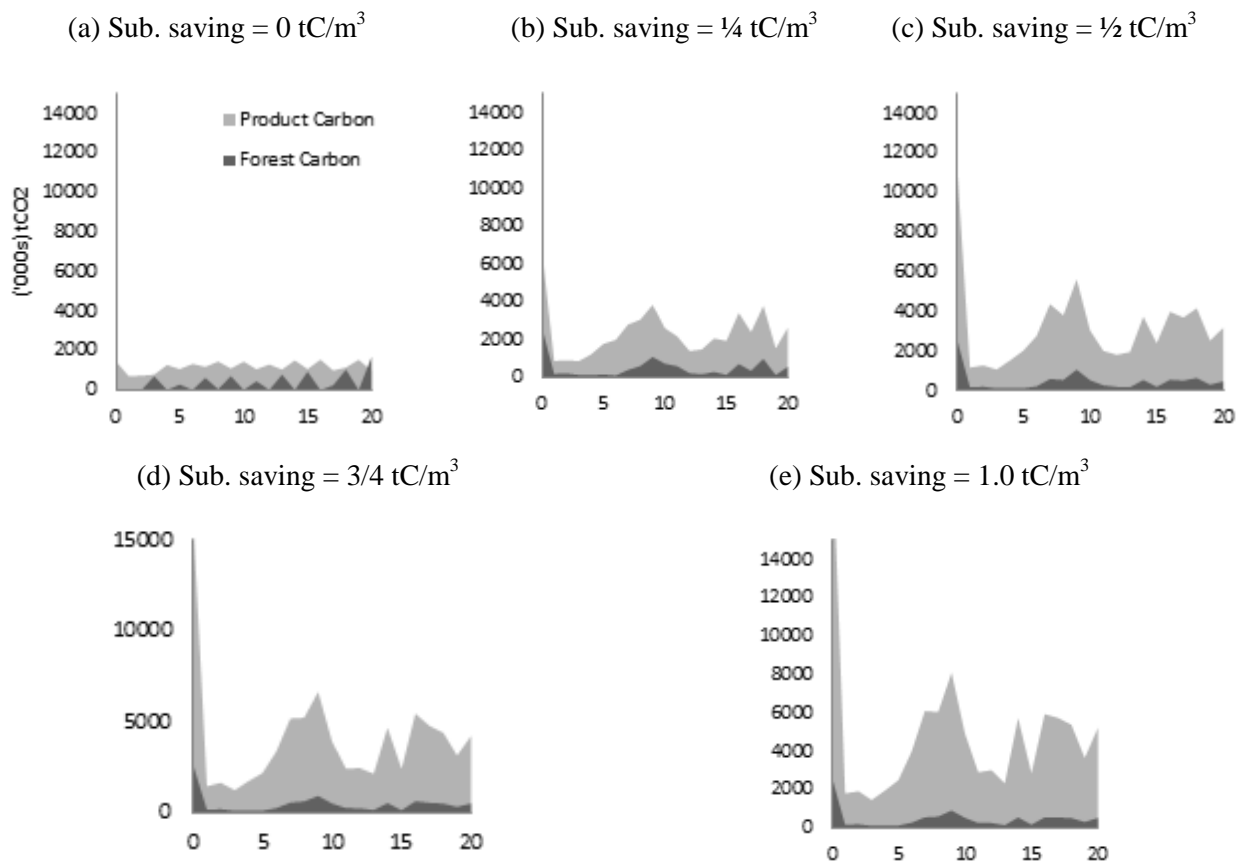 (a) Sub. saving = 0 tC/m³
(b) Sub. saving = ¼ tC/m³
(c) Sub. saving = ½ tC/m³
14000
12000
10000
8000
6000
4000
2000
0
('000s) tCO2
Product Carbon
Forest Carbon
0 5 10 15 20
14000
12000
10000
8000
6000
4000
2000
0
0 5 10 15 20
14000
12000
10000
8000
6000
4000
2000
0
0 5 10 15 20
(d) Sub. saving = 3/4 tC/m³
(e) Sub. saving = 1.0 tC/m³
15000
10000
5000
0
0 5 10 15 20
14000
12000
10000
8000
6000
4000
2000
0
0 5 10 15 20